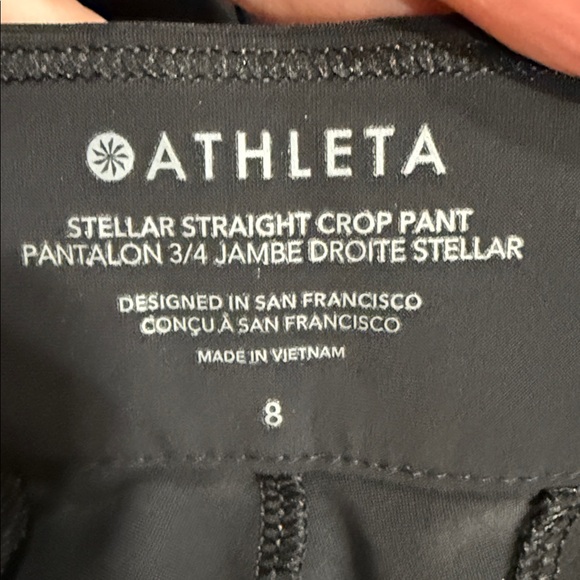 ATHLETA
STELLAR STRAIGHT CROP PANT
PANTALON 3/4 JAMBE DROITE STELLAR
DESIGNED IN SAN FRANCISCO
CONÇU À SAN FRANCISCO
MADE IN VIETNAM
8